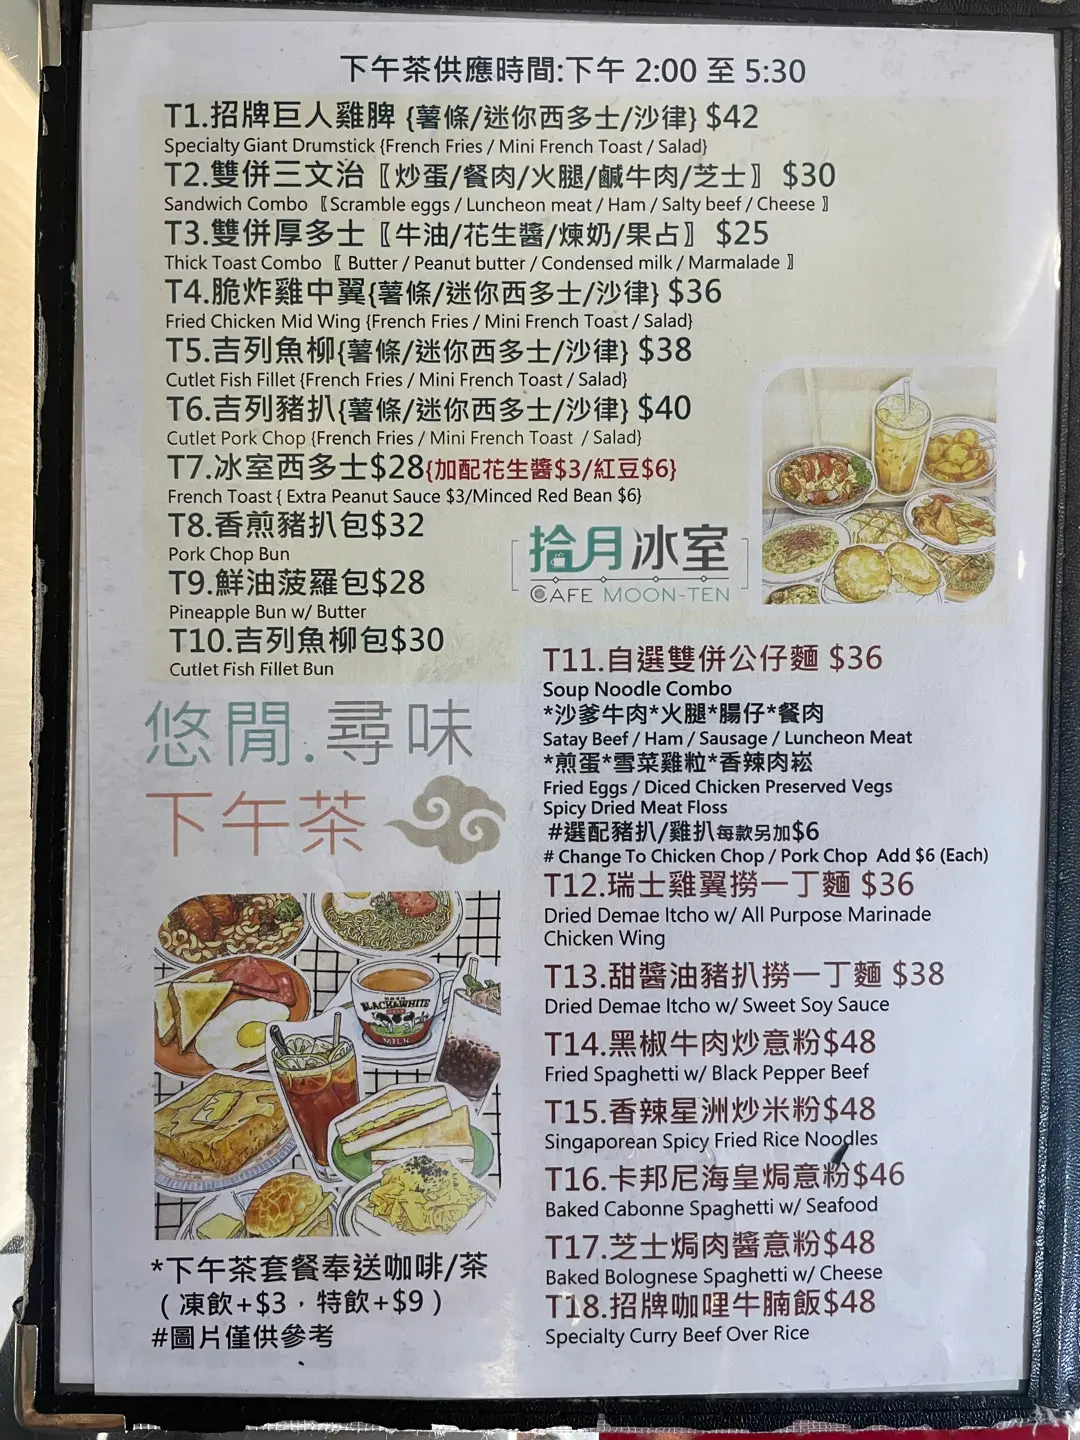 下午茶供應時間:下午 2:00 至 5:30
T1.招牌巨人雞脾 {薯條/迷你西多士/沙律} $42
Specialty Giant Drumstick {French Fries / Mini French Toast / Salad}
T2.雙併三文治〖炒蛋/餐肉/火腿/鹹牛肉/芝士〗 $30
Sandwich Combo 〖Scramble eggs / Luncheon meat / Ham / Salty beef / Cheese 〗
T3.雙併厚多士〖牛油/花生醬/煉奶/果占〗 $25
Thick Toast Combo 〖 Butter / Peanut butter / Condensed milk / Marmalade 〗
T4.脆炸雞中翼{薯條/迷你西多士/沙律} $36
Fried Chicken Mid Wing {French Fries / Mini French Toast / Salad}
T5.吉列魚柳{薯條/迷你西多士/沙律} $38
Cutlet Fish Fillet {French Fries / Mini French Toast / Salad}
T6.吉列豬扒{薯條/迷你西多士/沙律} $40
Cutlet Pork Chop {French Fries / Mini French Toast / Salad}
T7.冰室西多士$28{加配花生醬$3/紅豆$6}
French Toast { Extra Peanut Sauce $3/Minced Red Bean $6}
T8.香煎豬扒包$32
Pork Chop Bun
T9.鮮油菠羅包$28
Pineapple Bun w/ Butter
T10.吉列魚柳包$30
Cutlet Fish Fillet Bun
拾月冰室
CAFE MOON-TEN
悠閒.尋味
下午茶
BLACK&WHITE
MILK
*下午茶套餐奉送咖啡/茶
(凍飲+$3，特飲+$9)
#圖片僅供參考
T11.自選雙併公仔麵 $36
Soup Noodle Combo
*沙爹牛肉*火腿*腸仔*餐肉
Satay Beef / Ham / Sausage / Luncheon Meat
*煎蛋*雪菜雞粒*香辣肉崧
Fried Eggs / Diced Chicken Preserved Vegs
Spicy Dried Meat Floss
#選配豬扒/雞扒每款另加$6
# Change To Chicken Chop / Pork Chop Add $6 (Each)
T12.瑞士雞翼撈一丁麵 $36
Dried Demae Itcho w/ All Purpose Marinade
Chicken Wing
T13.甜醬油豬扒撈一丁麵 $38
Dried Demae Itcho w/ Sweet Soy Sauce
T14.黑椒牛肉炒意粉$48
Fried Spaghetti w/ Black Pepper Beef
T15.香辣星洲炒米粉$48
Singaporean Spicy Fried Rice Noodles
T16.卡邦尼海皇焗意粉$46
Baked Cabonne Spaghetti w/ Seafood
T17.芝士焗肉醬意粉$48
Baked Bolognese Spaghetti w/ Cheese
T18.招牌咖哩牛腩飯$48
Specialty Curry Beef Over Rice